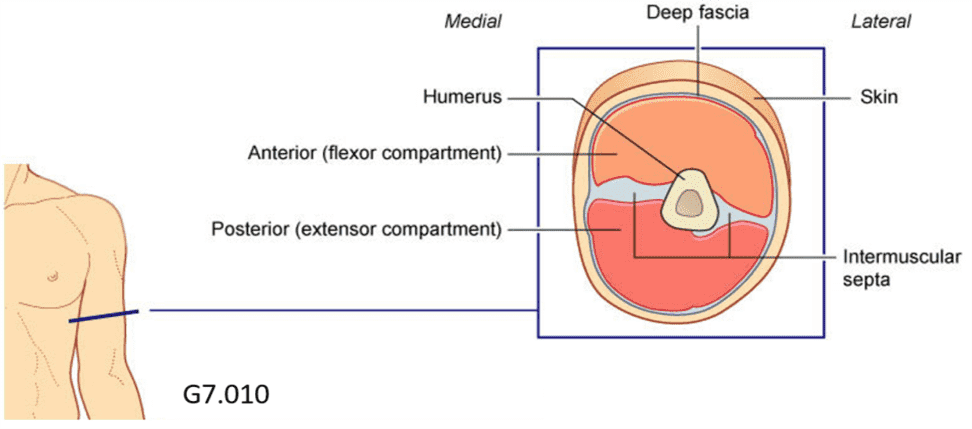 Medial
Deep fascia
Lateral
Humerus
Skin
Anterior (flexor compartment)
Posterior (extensor compartment)
Intermuscular
septa
G7.010